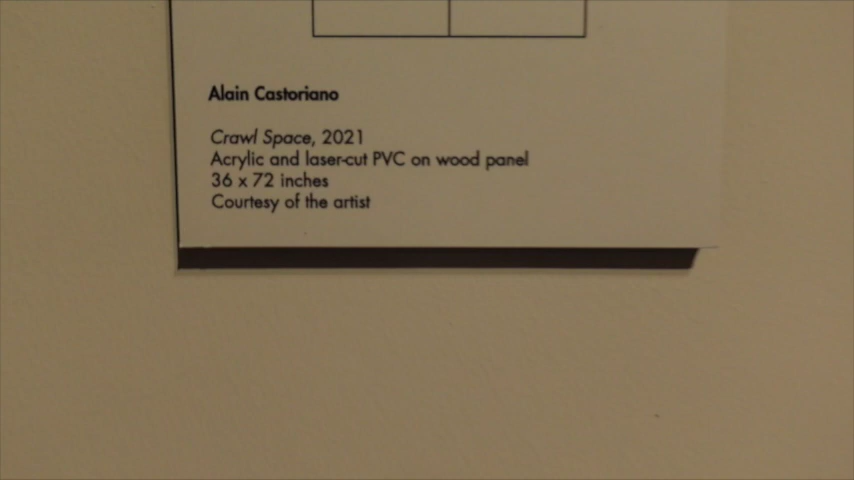 Alain Castoriano
Crawl Space, 2021
Acrylic and laser-cut PVC on wood panel
36 x 72 inches
Courtesy of the artist